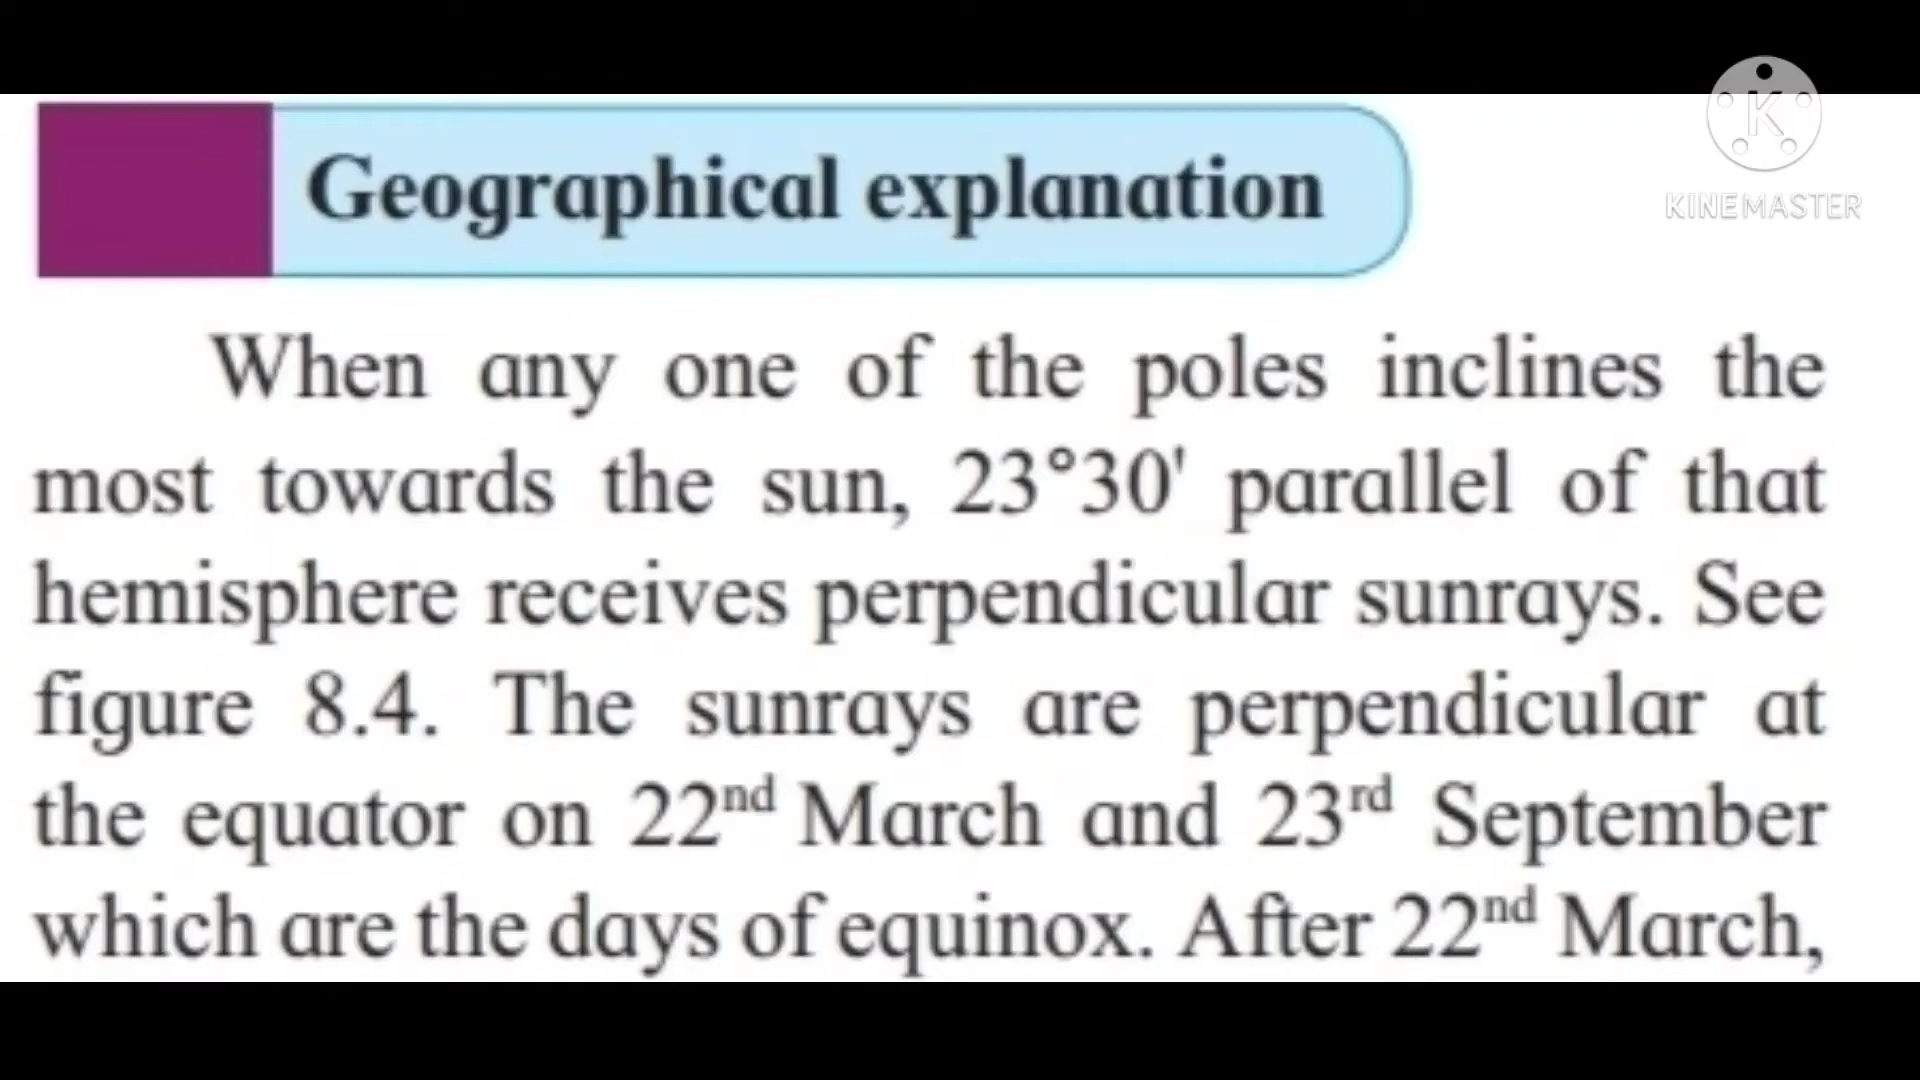 K
KINEMASTER
Geographical explanation
When any one of the poles inclines the
most towards the sun, 23°30' parallel of that
hemisphere receives perpendicular sunrays. See
figure 8.4. The sunrays are perpendicular at
the equator on 22nd March and 23rd September
which are the days of equinox. After 22nd March,